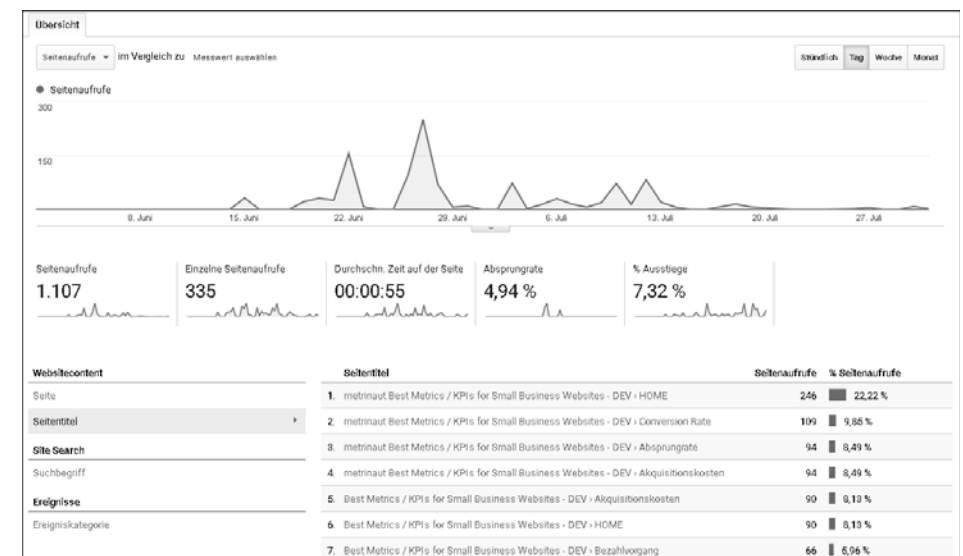 Übersicht
Seitenaufrufe im Vergleich zu Messwert auswählen
Stündlich Tag Woche Monat
Seitenaufrufe
300
150
8. Juni 15. Juni 22. Juni 29. Juni 6. Juli 13. Juli 20. Juli 27. Juli
Seitenaufrufe Einzelne Seitenaufrufe Durchschn. Zeit auf der Seite Absprungrate % Ausstiege
1.107 335 00:00:55 4,94 % 7,32 %
Websitecontent
Seite
Seitentitel
Site Search
Suchbegriff
Ereignisse
Ereigniskategorie
Seitentitel Seitenaufrufe % Seitenaufrufe
1. metrinaut Best Metrics / KPIs for Small Business Websites - DEV › HOME 246 22,22 %
2. metrinaut Best Metrics / KPIs for Small Business Websites - DEV › Conversion Rate 109 9,85 %
3. metrinaut Best Metrics / KPIs for Small Business Websites - DEV › Absprungrate 94 8,49 %
4. metrinaut Best Metrics / KPIs for Small Business Websites - DEV › Akquisitionskosten 94 8,49 %
5. Best Metrics / KPIs for Small Business Websites - DEV › Akquisitionskosten 90 8,13 %
6. Best Metrics / KPIs for Small Business Websites - DEV › HOME 90 8,13 %
7. Best Metrics / KPIs for Small Business Websites - DEV › Bezahlvorgang 66 5,96 %